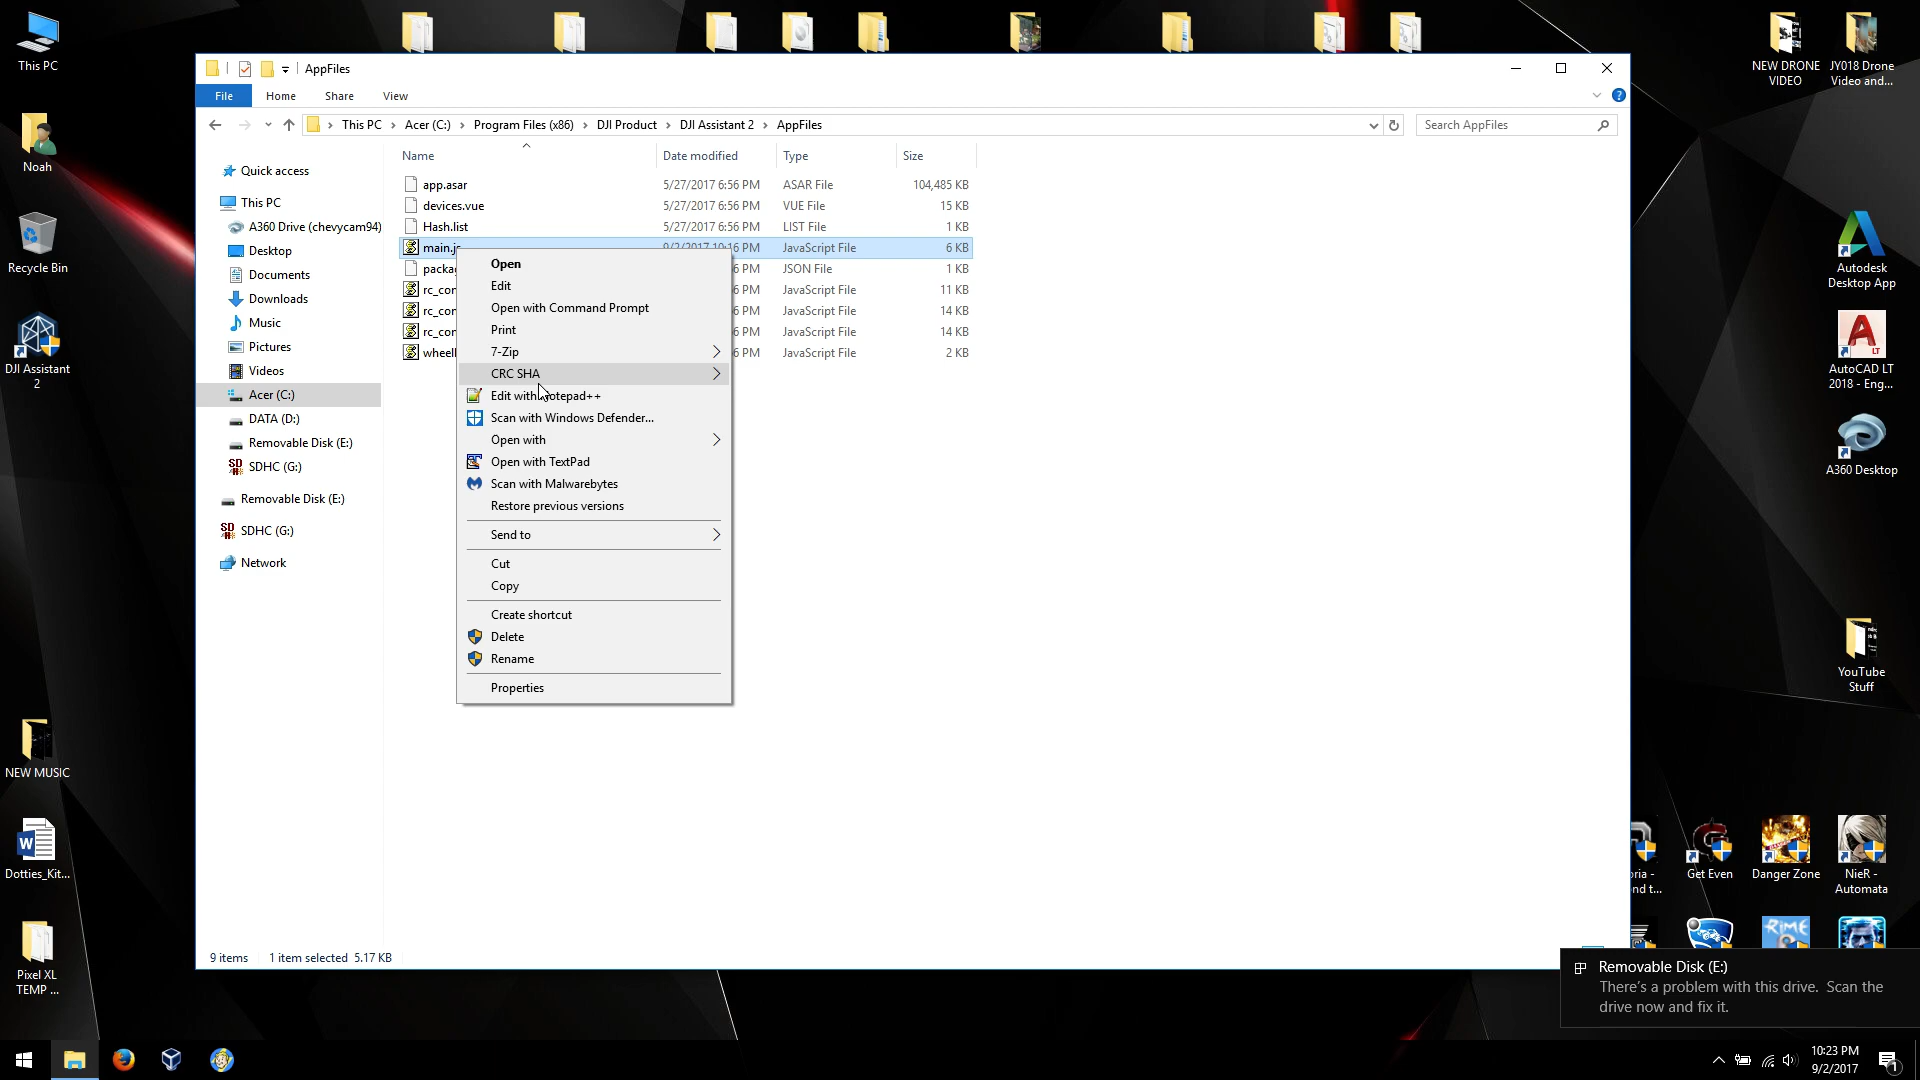 This PC
Noah
Recycle Bin
DJI Assistant
2
NEW MUSIC
Dotties_Kit...
Pixel XL
TEMP ...
AppFiles
File
Home
Share
View
This PC
Acer (C:)
Program Files (x86)
DJI Product
DJI Assistant 2
AppFiles
Search AppFiles
Quick access
This PC
A360 Drive (chevycam94)
Desktop
Documents
Downloads
Music
Pictures
Videos
Acer (C:)
DATA (D:)
Removable Disk (E:)
SDHC (G:)
Removable Disk (E:)
SDHC (G:)
Network
Name
Date modified
Type
Size
app.asar 5/27/2017 6:56 PM ASAR File 104,485 KB
devices.vue 5/27/2017 6:56 PM VUE File 15 KB
Hash.list 5/27/2017 6:56 PM LIST File 1 KB
main.js 9/2/2017 10:16 PM JavaScript File 6 KB
packa 6 PM JSON File 1 KB
rc_cor 6 PM JavaScript File 11 KB
rc_cor 6 PM JavaScript File 14 KB
rc_cor 6 PM JavaScript File 14 KB
wheel 6 PM JavaScript File 2 KB
Open
Edit
Open with Command Prompt
Print
7-Zip
CRC SHA
Edit with Notepad++
Scan with Windows Defender...
Open with
Open with TextPad
Scan with Malwarebytes
Restore previous versions
Send to
Cut
Copy
Create shortcut
Delete
Rename
Properties
9 items
1 item selected 5.17 KB
NEW DRONE
VIDEO
JY018 Drone
Video and...
Autodesk
Desktop App
AutoCAD LT
2018 - Eng...
A360 Desktop
YouTube
Stuff
oria -
nd t...
Get Even
Danger Zone
NieR -
Automata
RiME
Removable Disk (E:)
There's a problem with this drive. Scan the
drive now and fix it.
10:23 PM
9/2/2017
1